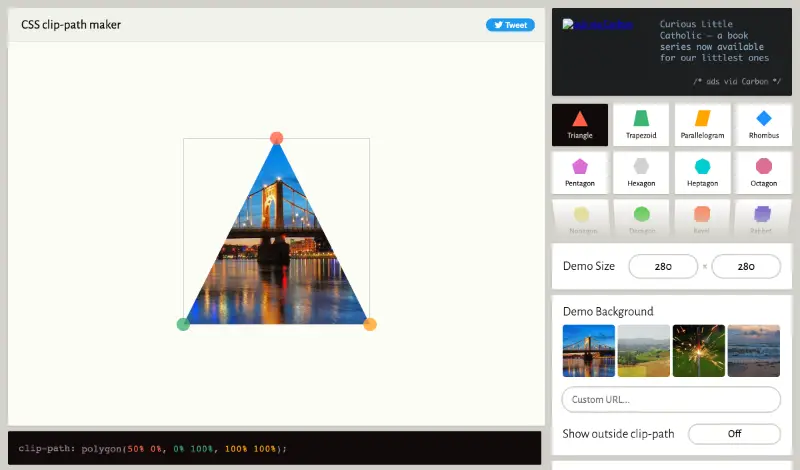 CSS clip-path maker
Tweet
Curious Little
Catholic – a book
series now available
for our littlest ones
/* ads via Carbon */
Triangle
Trapezoid
Parallelogram
Rhombus
Pentagon
Hexagon
Heptagon
Octagon
Nonagon
Decagon
Bevel
Rabbet
Demo Size
280
×
280
Demo Background
Custom URL...
Show outside clip-path
Off
clip-path: polygon(50% 0%, 0% 100%, 100% 100%);